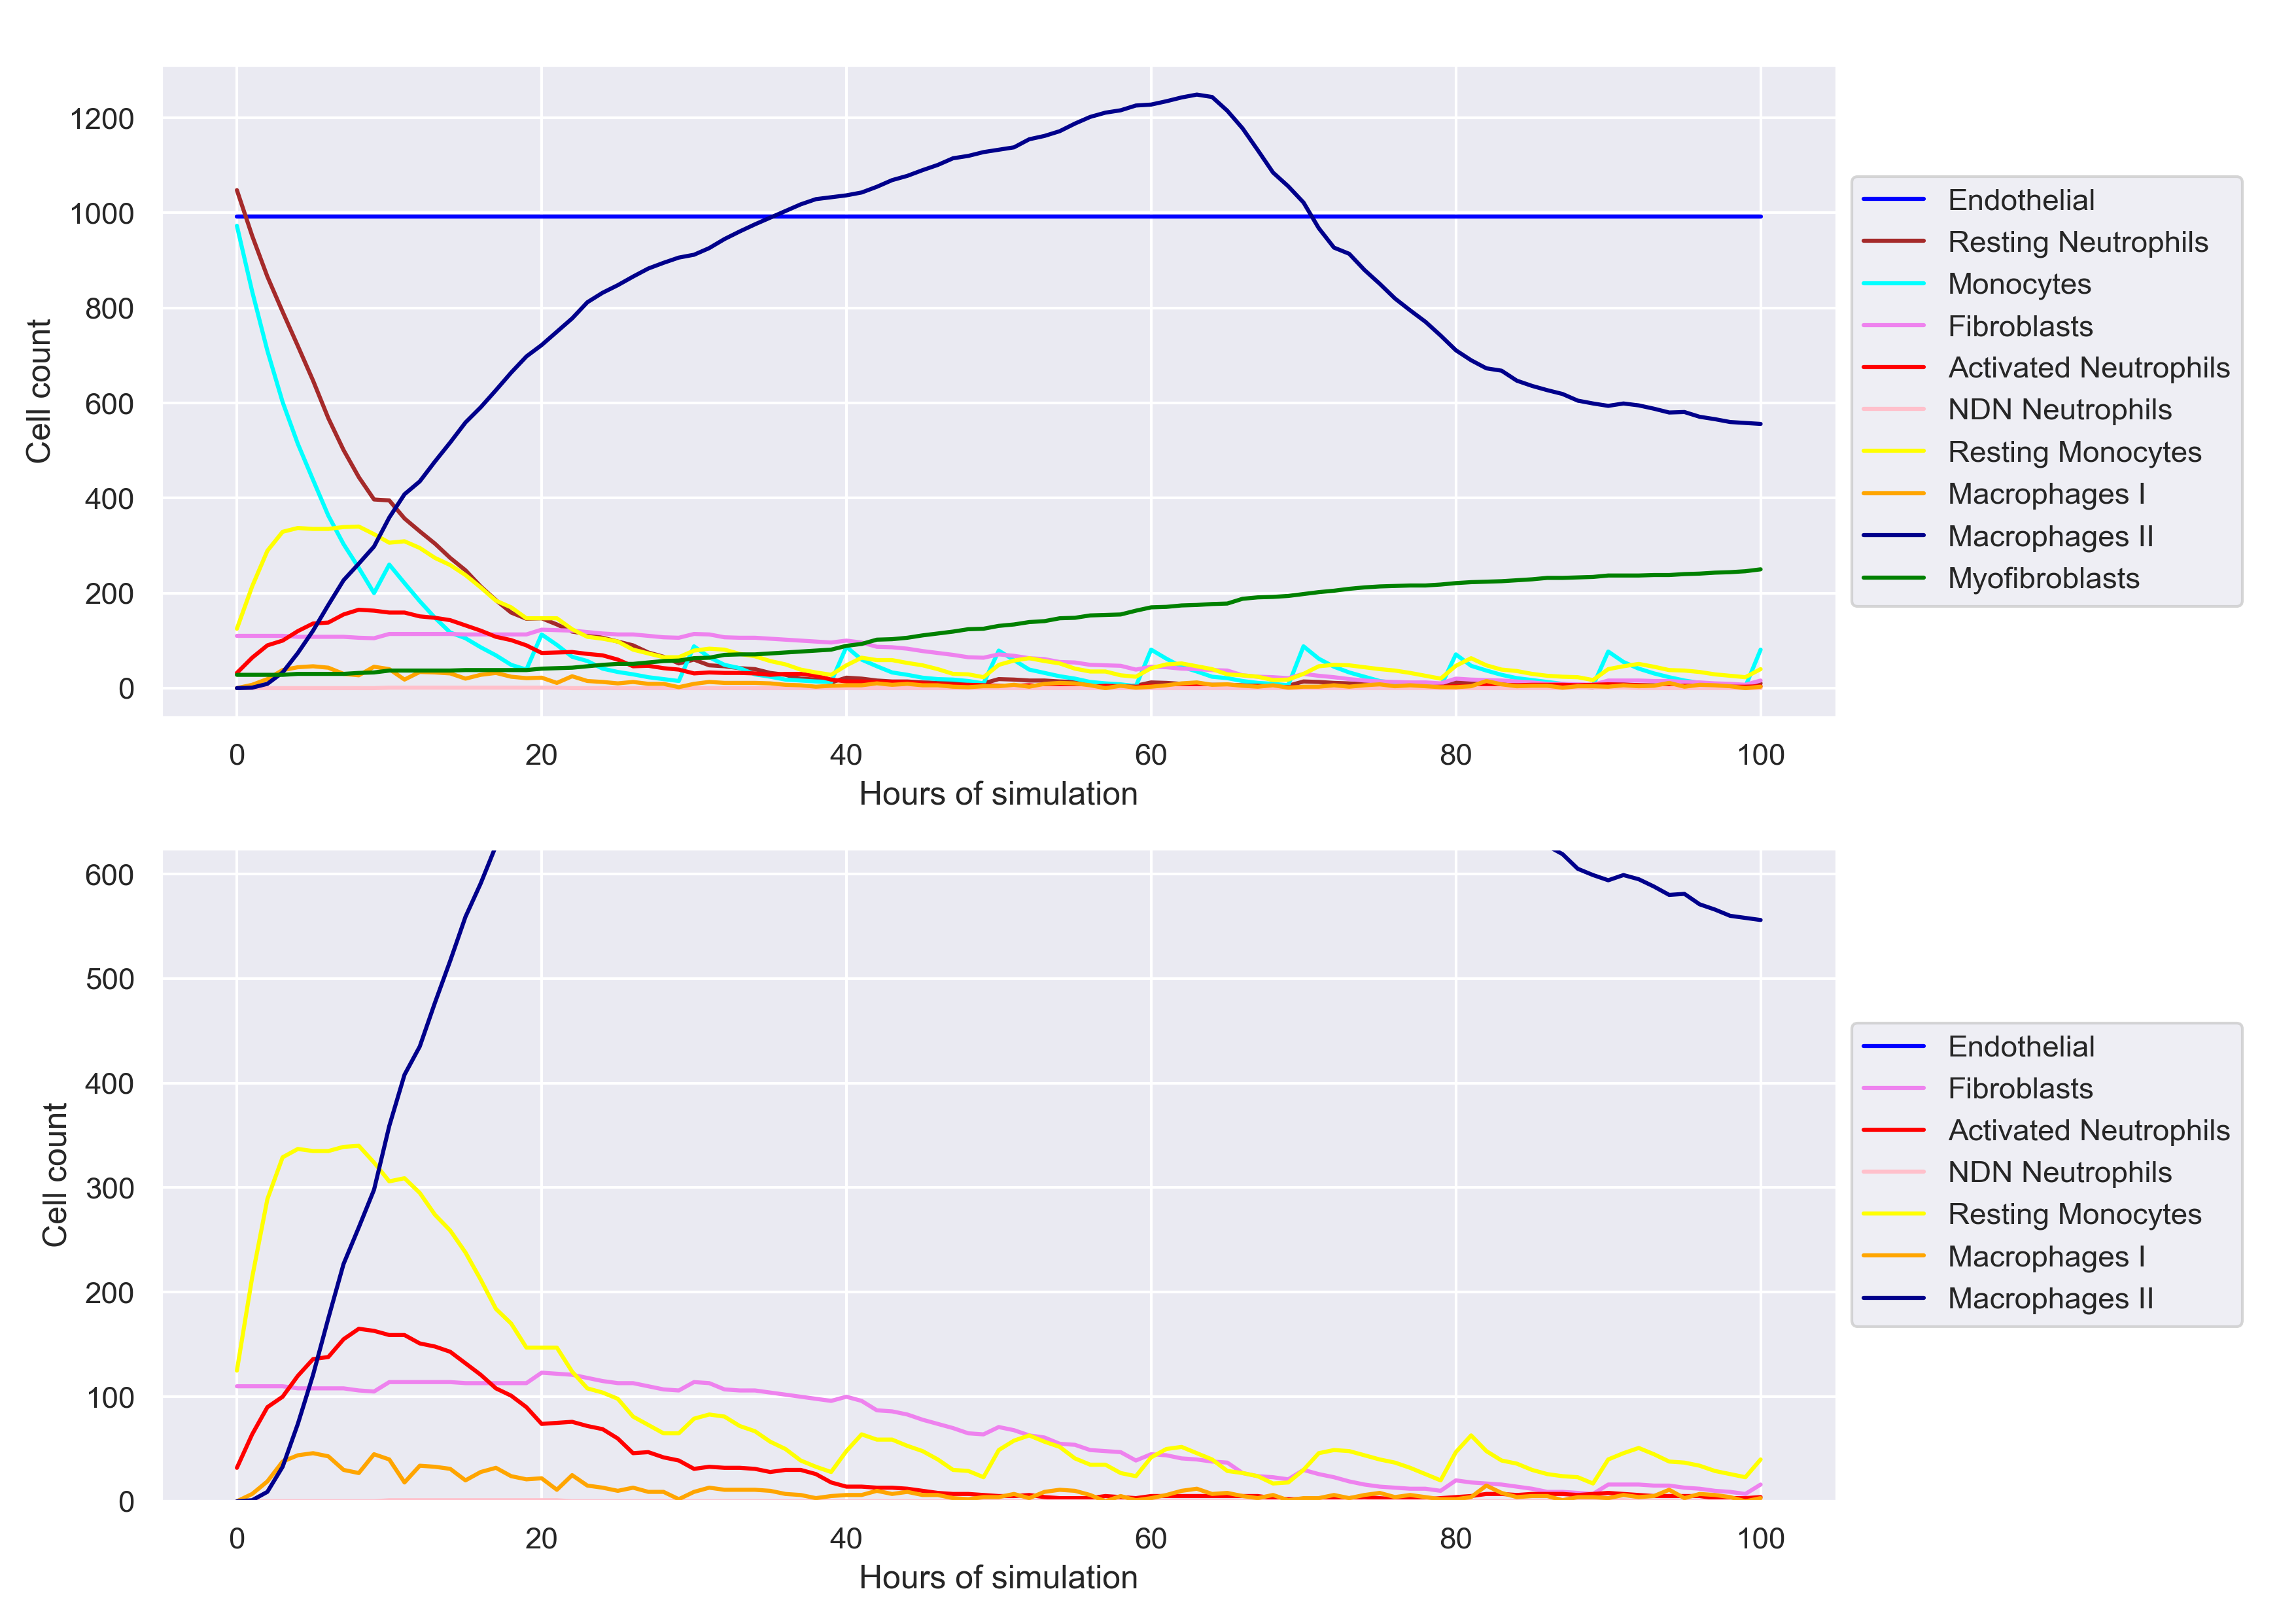 1200
1000
800
600
400
200
0
Cell count
0 20 40 60 80 100
Hours of simulation
Endothelial
Resting Neutrophils
Monocytes
Fibroblasts
Activated Neutrophils
NDN Neutrophils
Resting Monocytes
Macrophages I
Macrophages II
Myofibroblasts
600
500
400
300
200
100
0
Cell count
0 20 40 60 80 100
Hours of simulation
Endothelial
Fibroblasts
Activated Neutrophils
NDN Neutrophils
Resting Monocytes
Macrophages I
Macrophages II